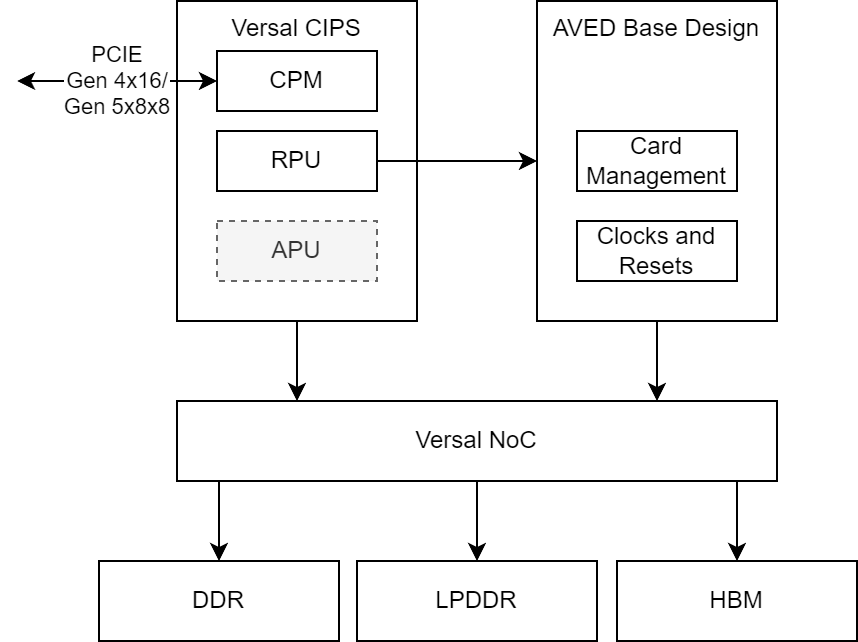 Versal CIPS
AVED Base Design
PCIE
Gen 4x16/
Gen 5x8x8
CPM
RPU
Card
Management
APU
Clocks and
Resets
Versal NoC
DDR
LPDDR
HBM